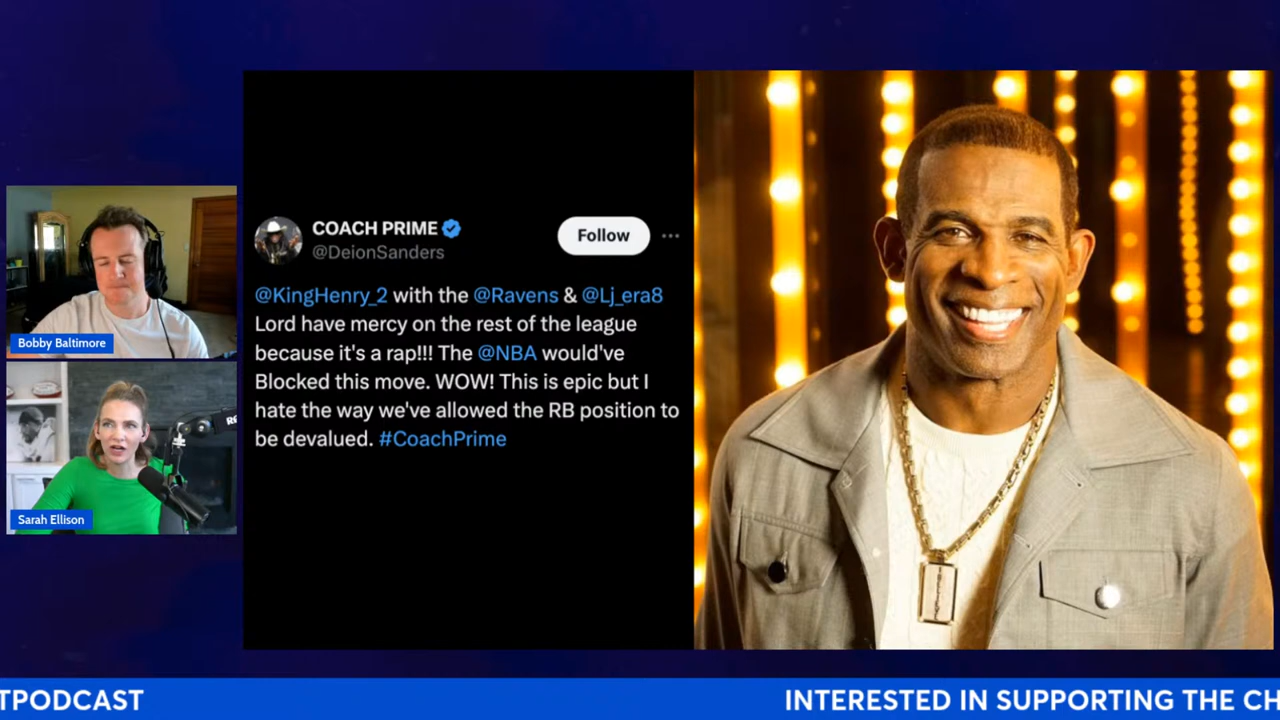 COACH PRIME
@DeionSanders
Follow
@KingHenry_2 with the @Ravens & @Lj_era8
Lord have mercy on the rest of the league
because it's a rap!!! The @NBA would've
Blocked this move. WOW! This is epic but I
hate the way we've allowed the RB position to
be devalued. #CoachPrime
Bobby Baltimore
Sarah Ellison
TPODCAST
INTERESTED IN SUPPORTING THE CH